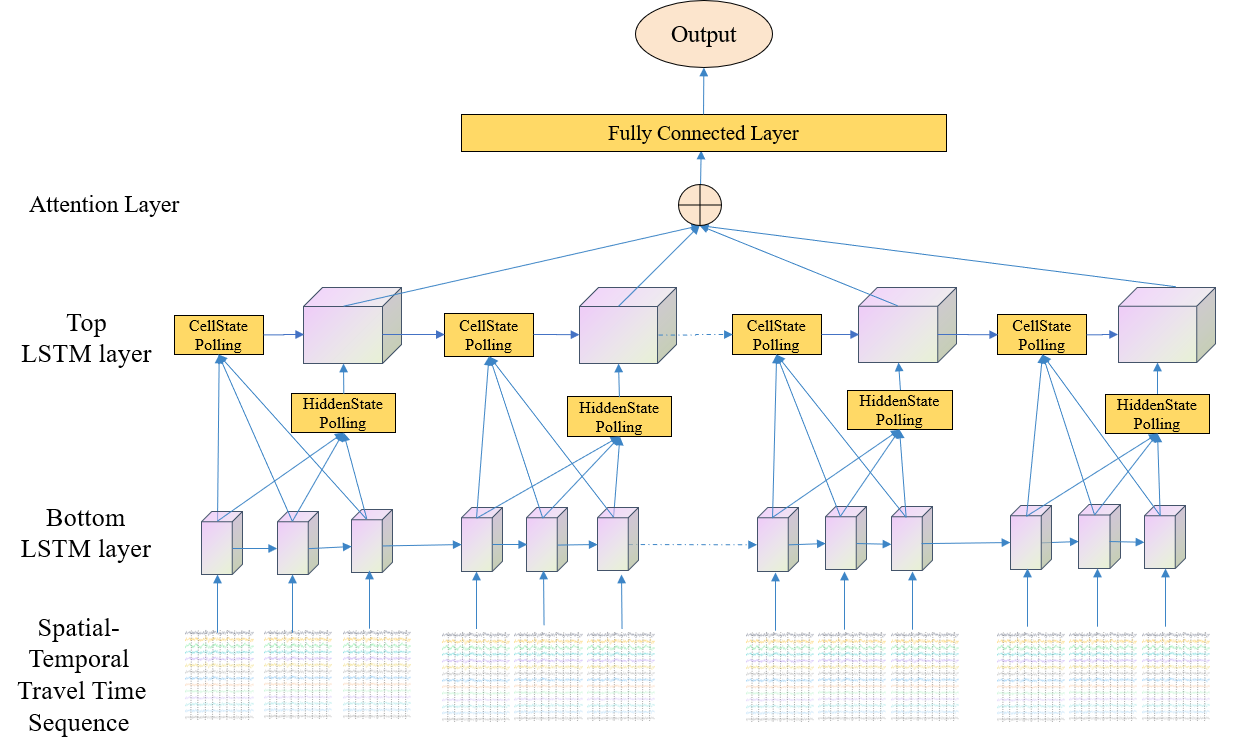 Output
Fully Connected Layer
Attention Layer
Top
LSTM layer
CellState
Polling
CellState
Polling
CellState
Polling
CellState
Polling
HiddenState
Polling
HiddenState
Polling
HiddenState
Polling
HiddenState
Polling
Bottom
LSTM layer
Spatial-
Temporal
Travel Time
Sequence